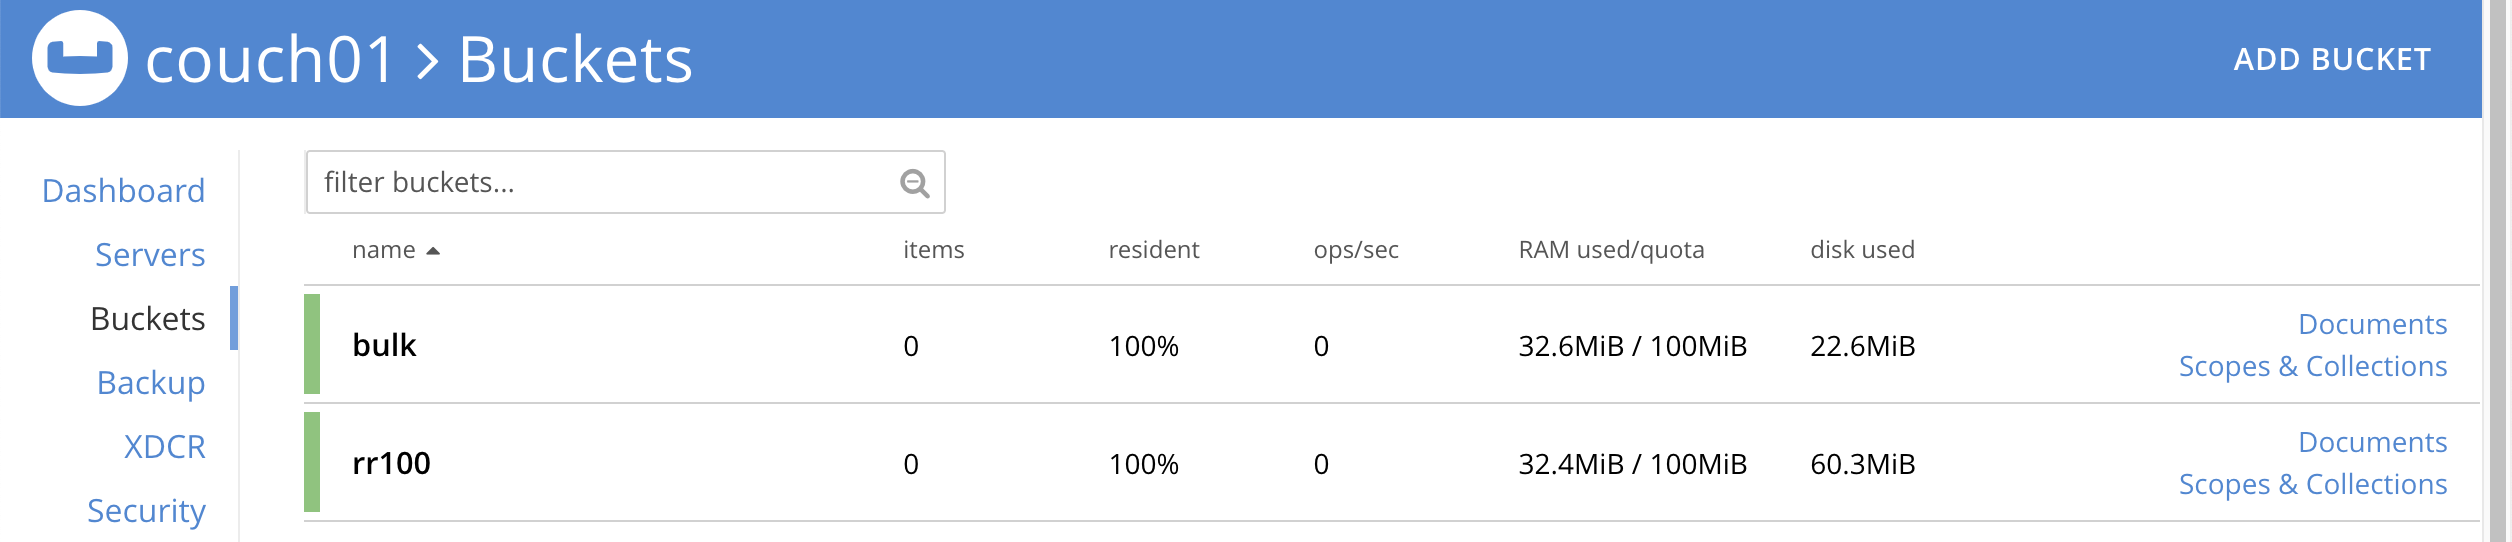 couch01 > Buckets ADD BUCKET
Dashboard
Servers
Buckets
Backup
XDCR
Security
filter buckets...
name items resident ops/sec RAM used/quota disk used
bulk 0 100% 0 32.6MiB / 100MiB 22.6MiB
Documents
Scopes & Collections
rr100 0 100% 0 32.4MiB / 100MiB 60.3MiB
Documents
Scopes & Collections